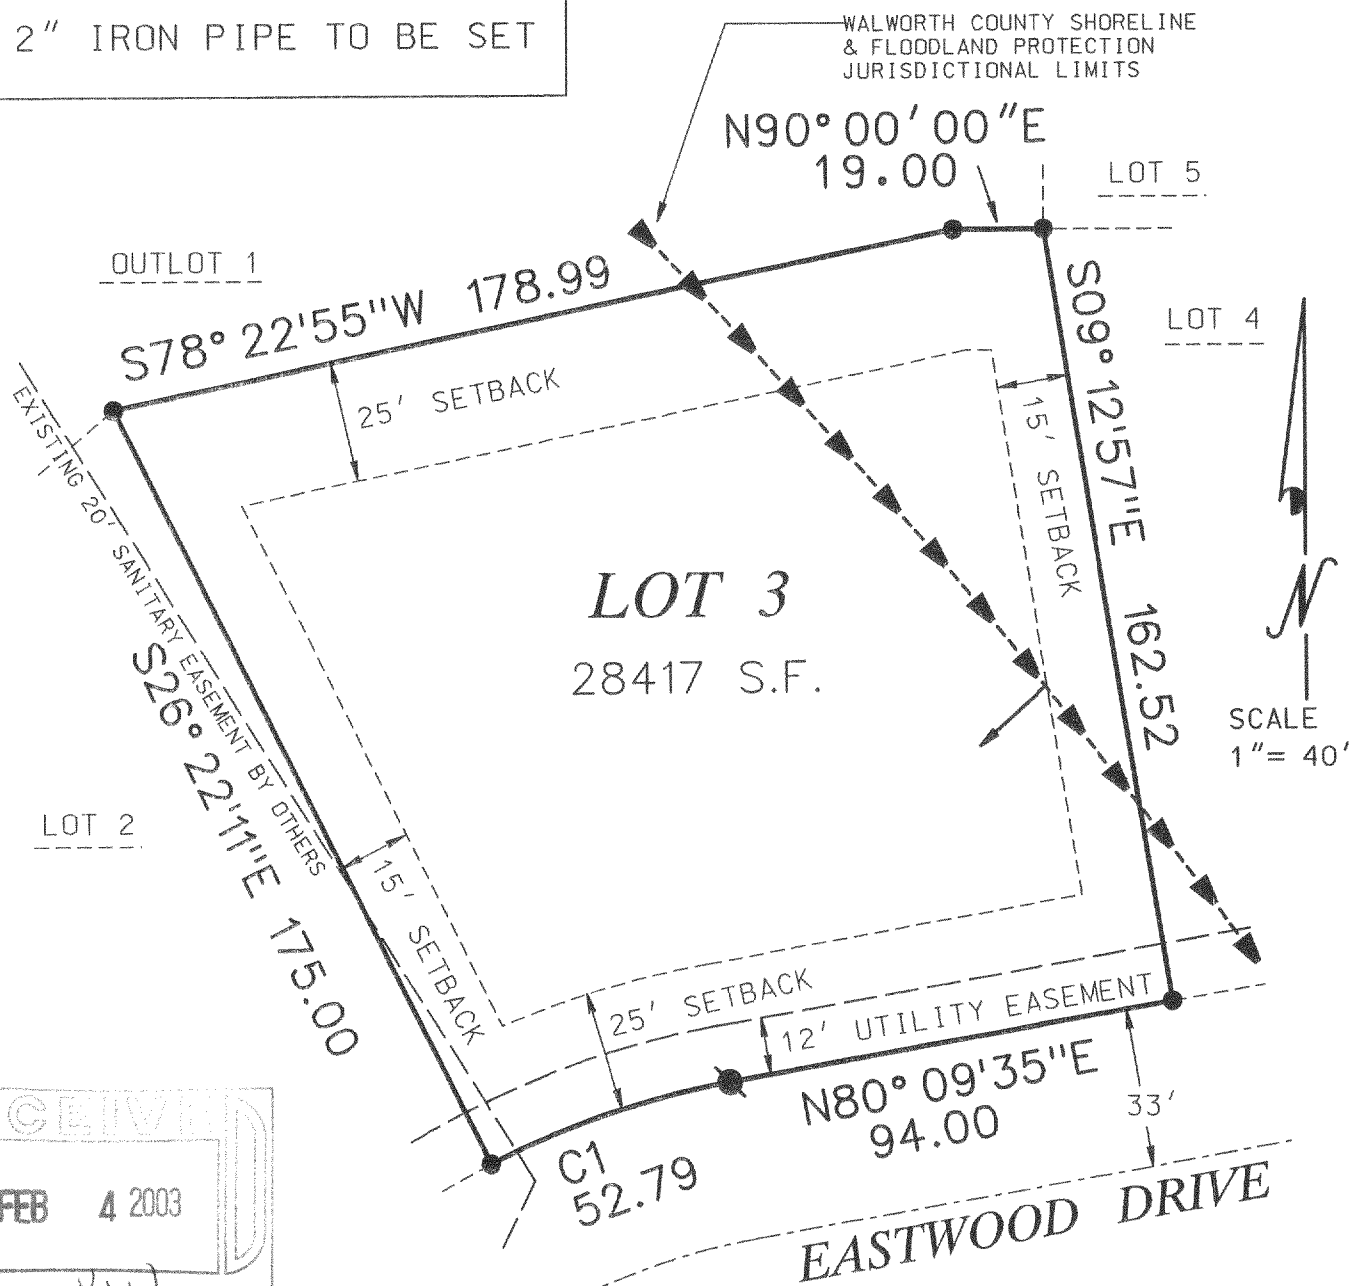 2" IRON PIPE TO BE SET
WALWORTH COUNTY SHORELINE
& FLOODLAND PROTECTION
JURISDICTIONAL LIMITS
N90°00'00"E
19.00
LOT 5
OUTLOT 1
S78°22'55"W 178.99
LOT 4
25' SETBACK
S09°12'57"E 162.52
15' SETBACK
EXISTING 20' SANITARY EASEMENT BY OTHERS
LOT 3
28417 S.F.
S26°22'11"E 175.00
SCALE
1"= 40'
LOT 2
15' SETBACK
25' SETBACK
12' UTILITY EASEMENT
N80°09'35"E
94.00
33'
C1
52.79
FEB 4 2003
EASTWOOD DRIVE
N